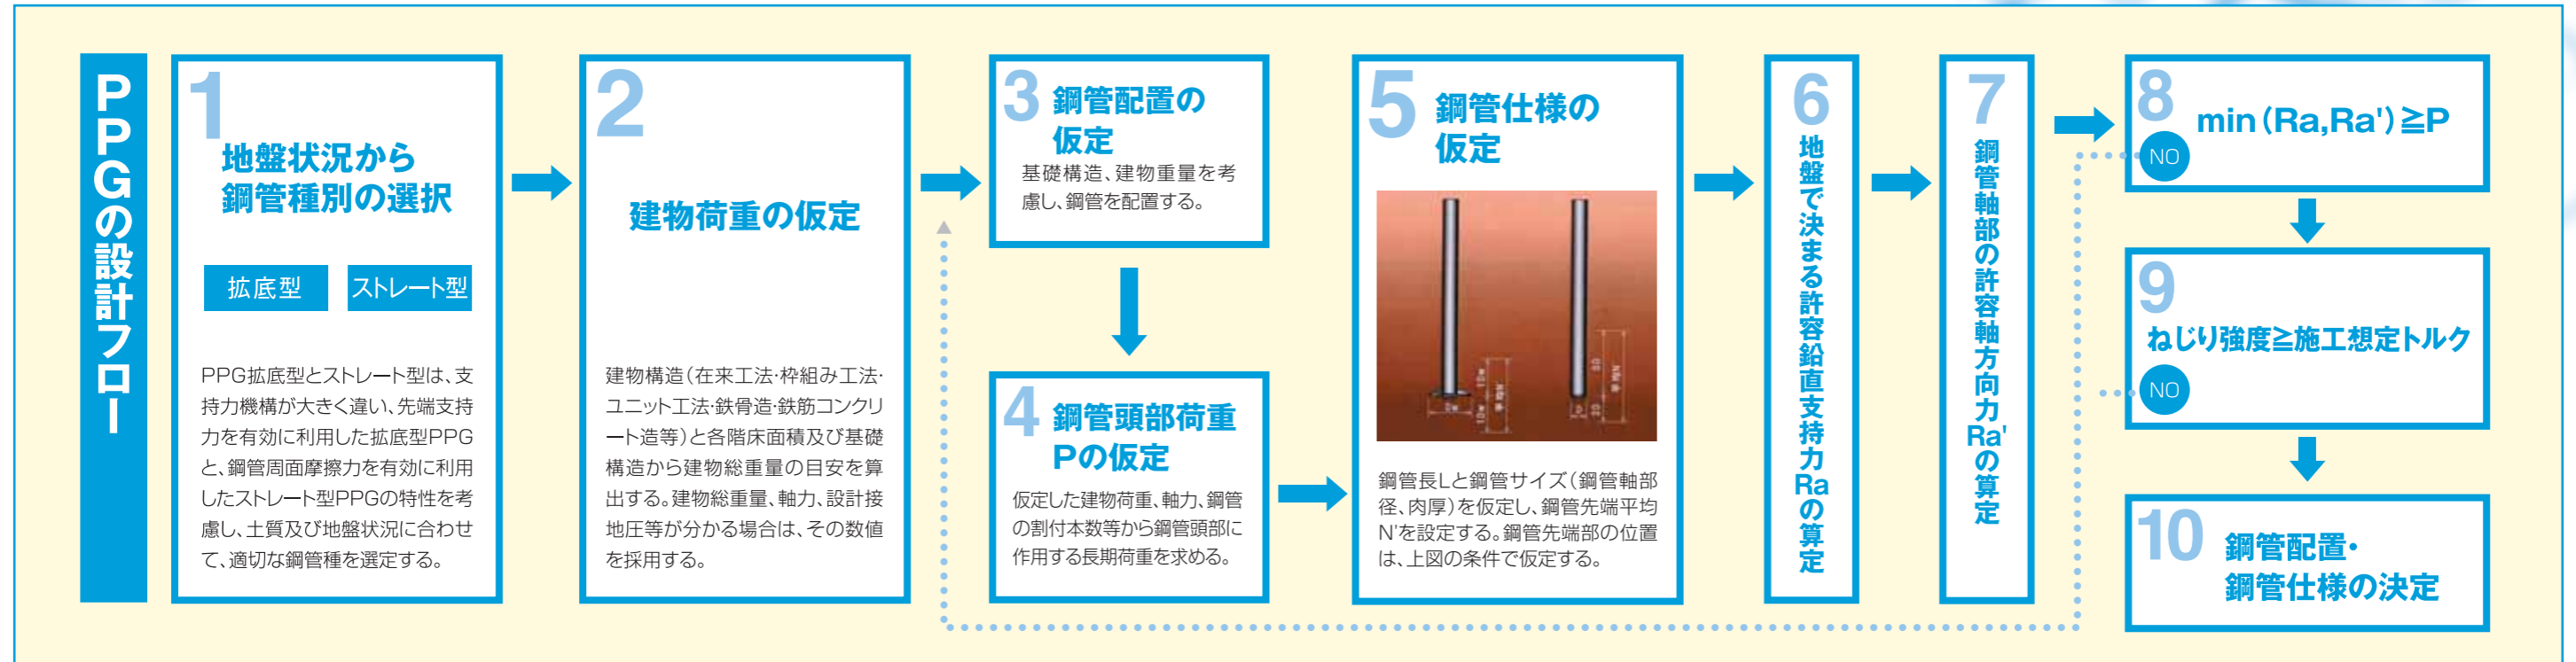 PPGの設計フロー
1
地盤状況から
鋼管種別の選択
拡底型
ストレート型
PPG拡底型とストレート型は、支
持力機構が大きく違い、先端支持
力を有効に利用した拡底型PPG
と、鋼管周面摩擦力を有効に利用
したストレート型PPGの特性を考
慮し、土質及び地盤状況に合わせ
て、適切な鋼管種を選定する。
2
建物荷重の仮定
建物構造(在来工法・枠組み工法・
ユニット工法・鉄骨造・鉄筋コンクリ
ート造等)と各階床面積及び基礎
構造から建物総重量の目安を算
出する。建物総重量、軸力、設計接
地圧等が分かる場合は、その数値
を採用する。
3
鋼管配置の
仮定
基礎構造、建物重量を考
慮し、鋼管を配置する。
4
鋼管頭部荷重
Pの仮定
仮定した建物荷重、軸力、鋼管
の割付本数等から鋼管頭部に
作用する長期荷重を求める。
5
鋼管仕様の
仮定
鋼管長Lと鋼管サイズ(鋼管軸部
径、肉厚)を仮定し、鋼管先端平均
N'を設定する。鋼管先端部の位置
は、上図の条件で仮定する。
6
地盤で決まる許容鉛直支持力Raの算定
7
鋼管軸部の許容軸方向力Ra'の算定
8
min(Ra,Ra')≧P
NO
9
ねじり強度≧施工想定トルク
NO
10
鋼管配置・
鋼管仕様の決定